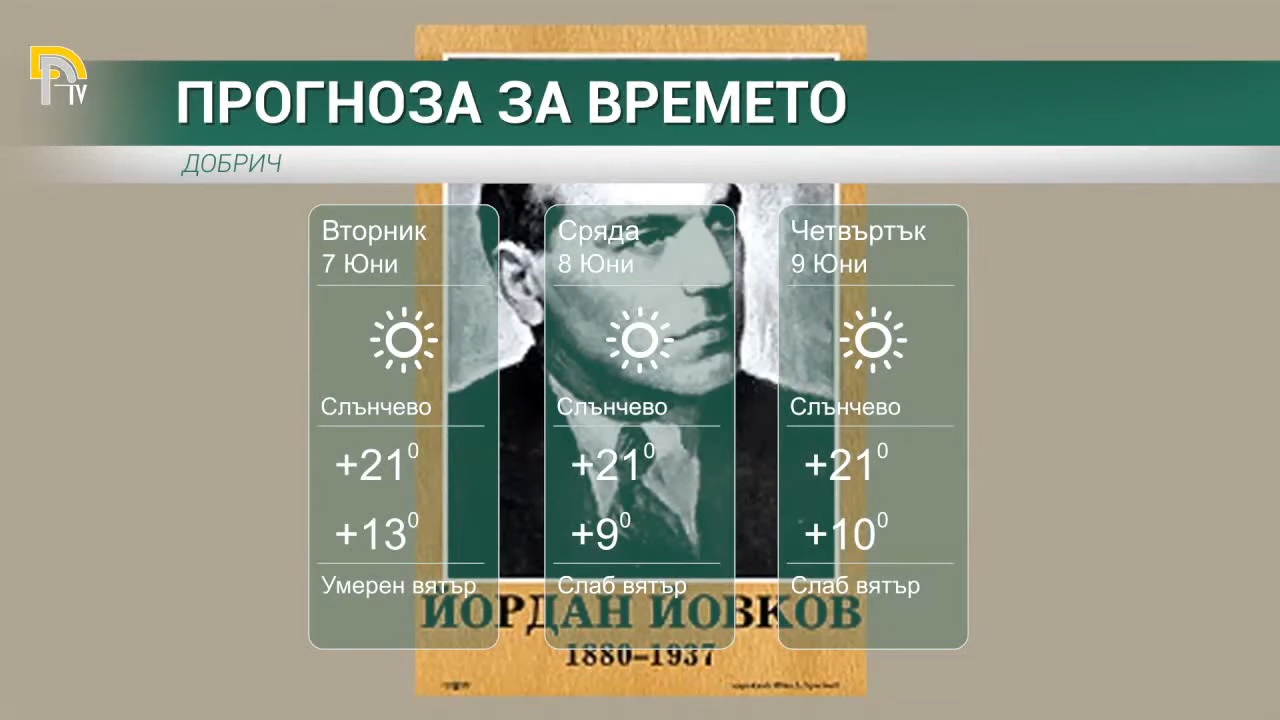 TV
ПРОГНОЗА ЗА ВРЕМЕТО
ДОБРИЧ
Вторник
7 Юни
Слънчево
+21⁰
+13⁰
Умерен вятър
Сряда
8 Юни
Слънчево
+21⁰
+9⁰
Слаб вятър
Четвъртък
9 Юни
Слънчево
+21⁰
+10⁰
Слаб вятър
ЙОРДАН ЙОВКОВ
1880–1937